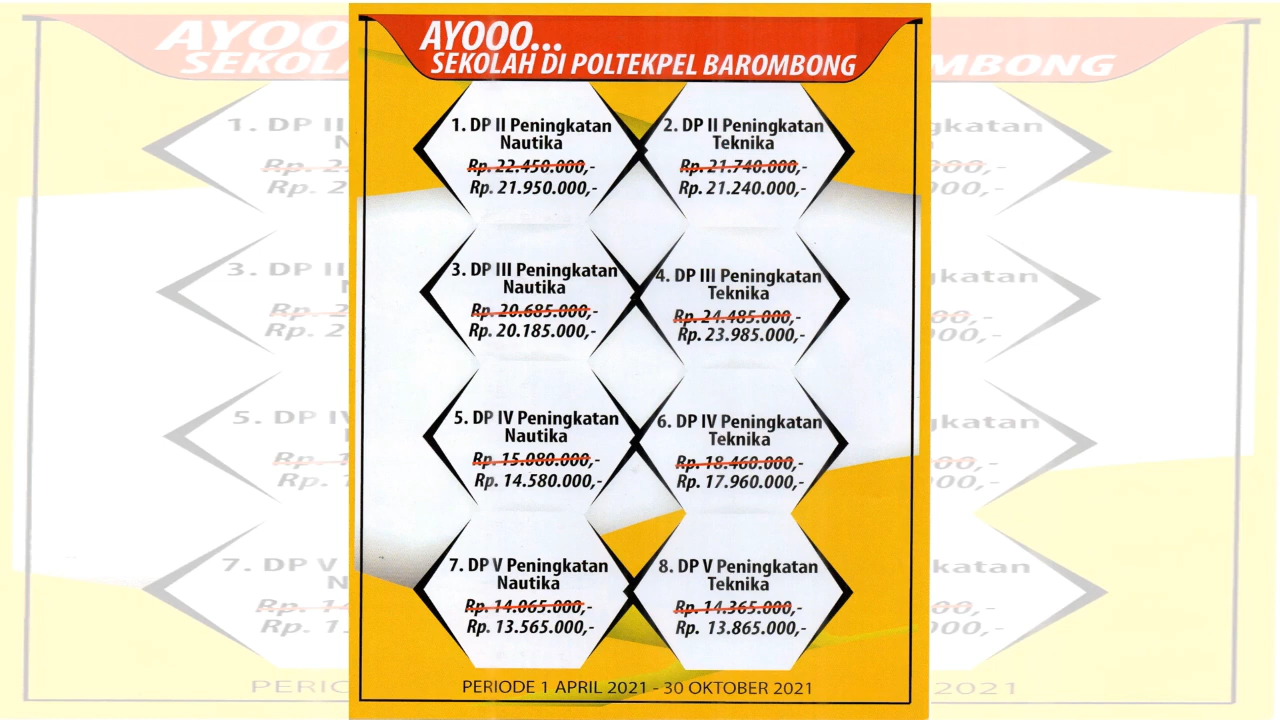 AYOOO...
SEKOLAH DI POLTEKPEL BAROMBONG
1. DP II Peningkatan
Nautika
Rp. 22.450.000,-
Rp. 21.950.000,-
2. DP II Peningkatan
Teknika
Rp. 21.740.000,-
Rp. 21.240.000,-
3. DP III Peningkatan
Nautika
Rp. 20.685.000,-
Rp. 20.185.000,-
4. DP III Peningkatan
Teknika
Rp. 24.485.000,-
Rp. 23.985.000,-
5. DP IV Peningkatan
Nautika
Rp. 15.080.000,-
Rp. 14.580.000,-
6. DP IV Peningkatan
Teknika
Rp. 18.460.000,-
Rp. 17.960.000,-
7. DP V Peningkatan
Nautika
Rp. 14.065.000,-
Rp. 13.565.000,-
8. DP V Peningkatan
Teknika
Rp. 14.365.000,-
Rp. 13.865.000,-
PERIODE 1 APRIL 2021 - 30 OKTOBER 2021